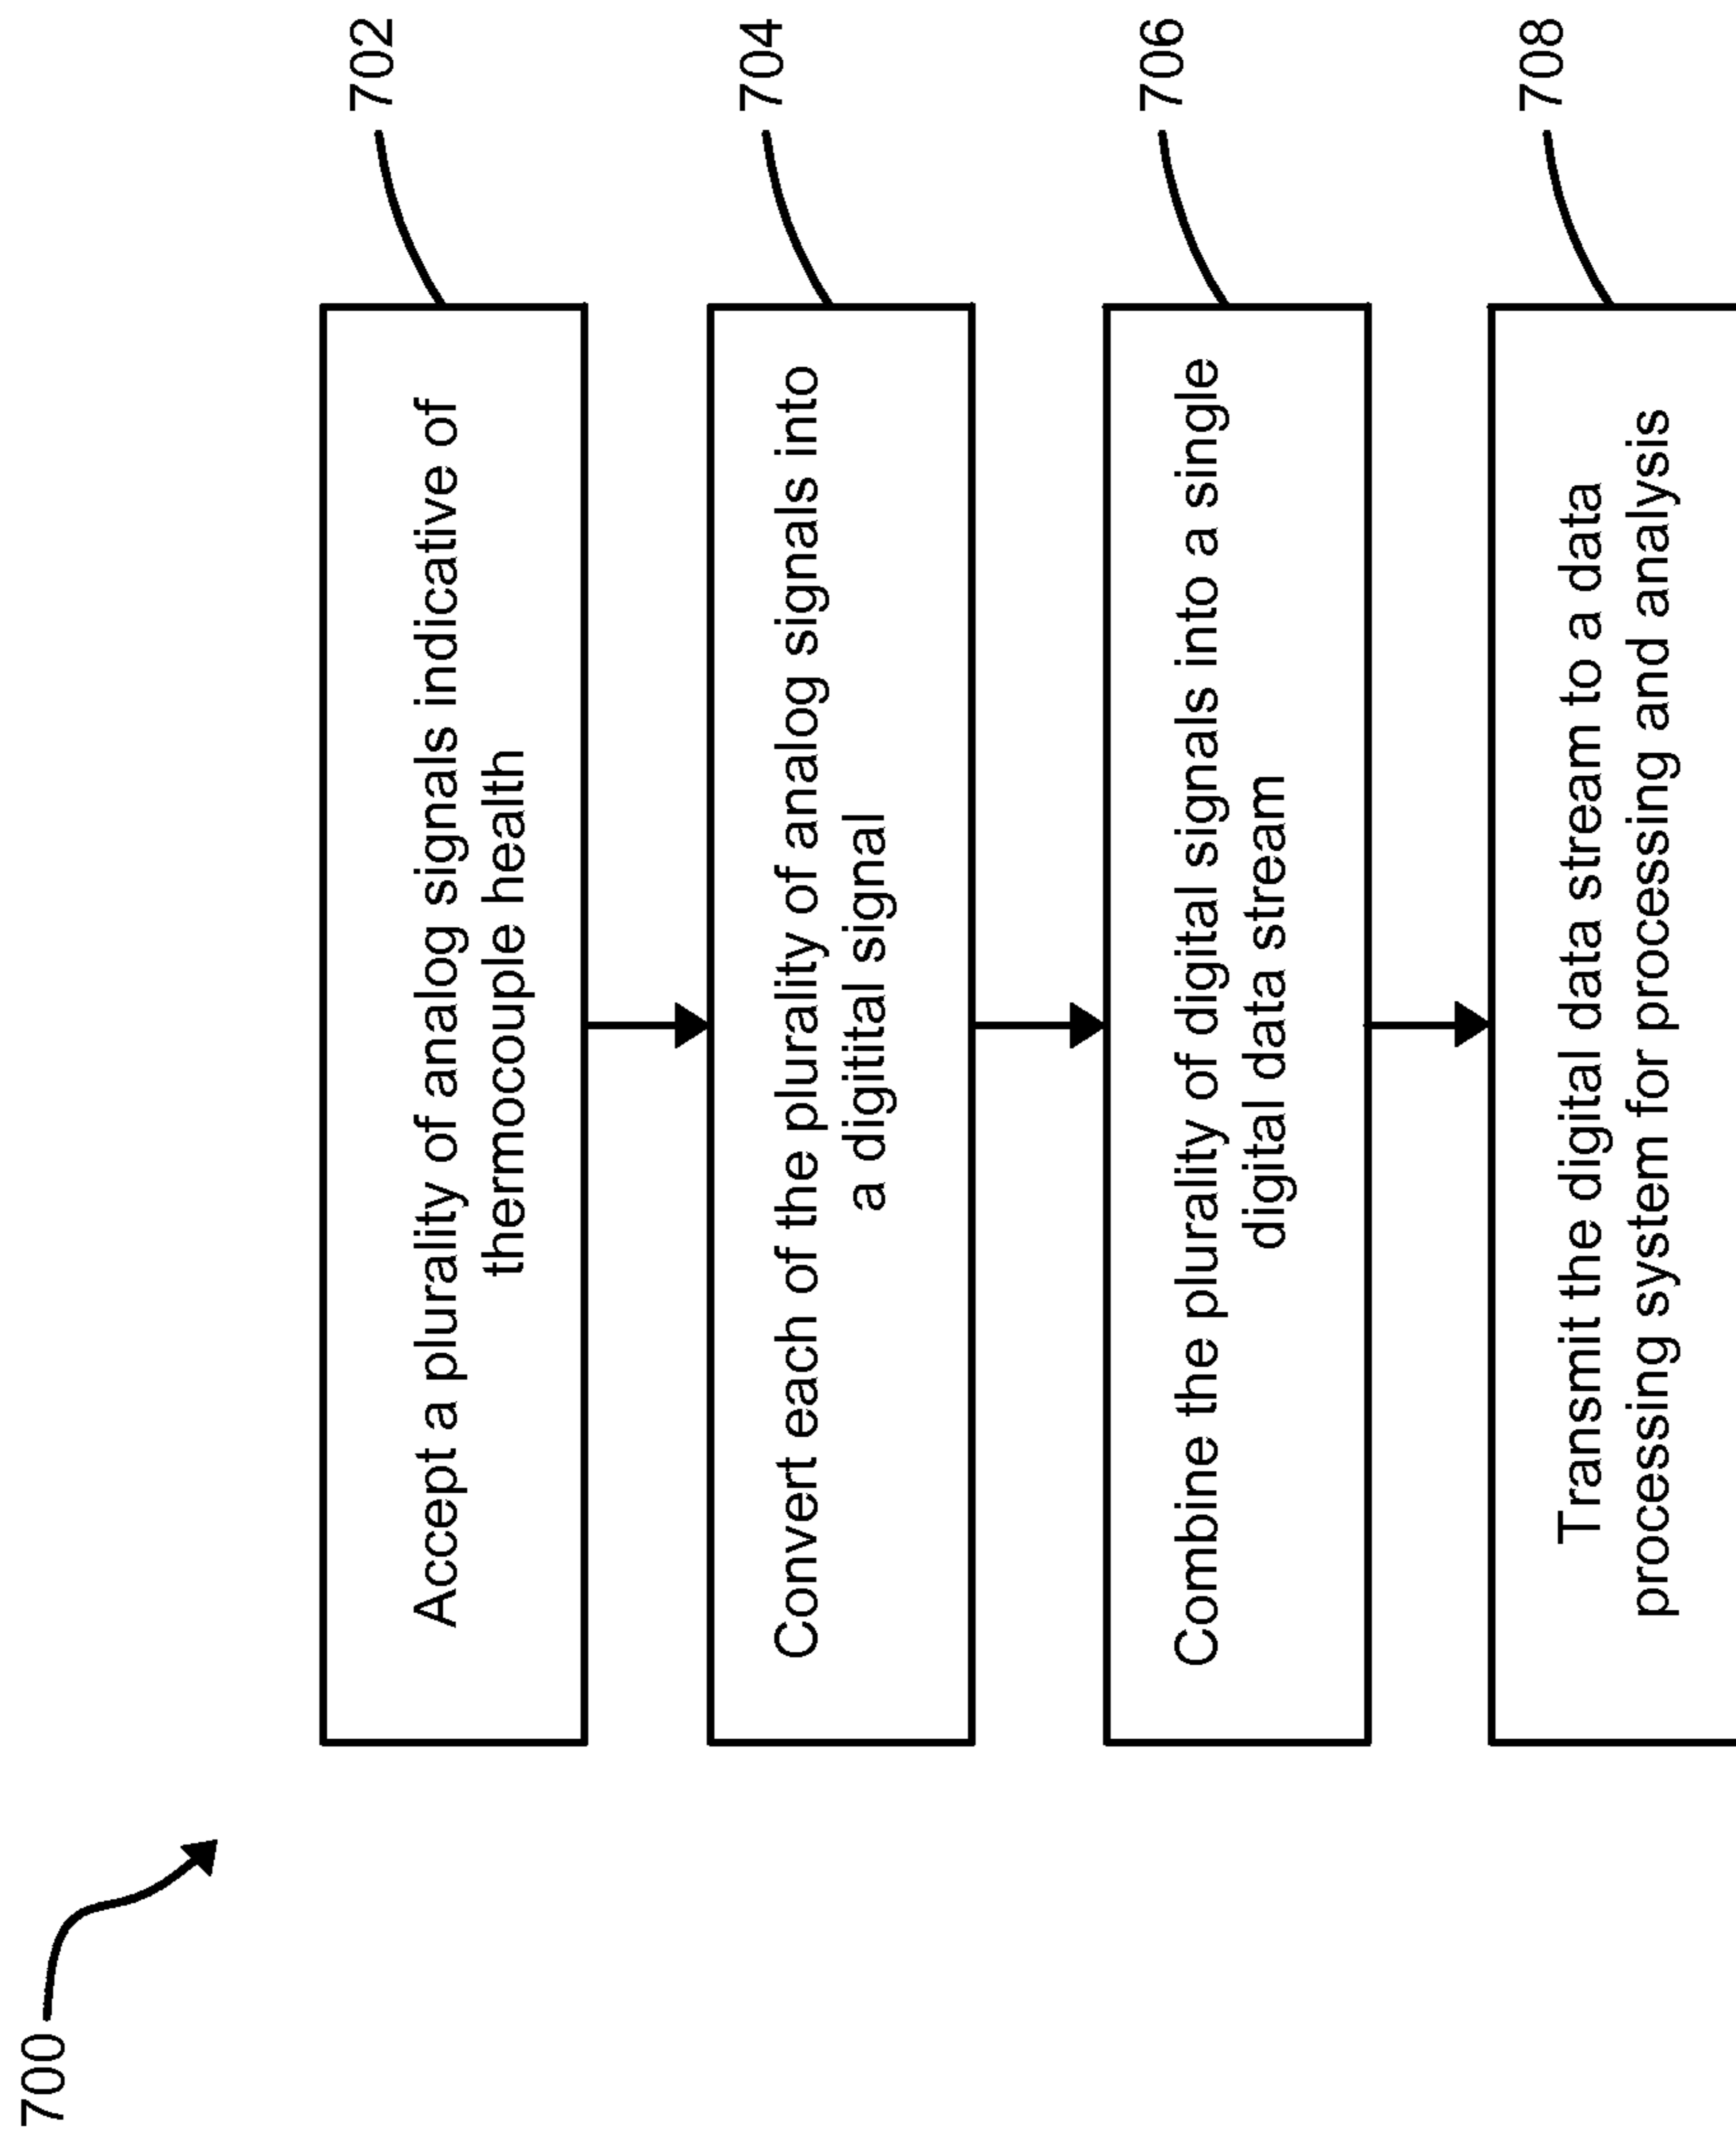 700
Accept a plurality of analog signals indicative of
thermocouple health
702
Convert each of the plurality of analog signals into
a digitital signal
704
Combine the plurality of digital signals into a single
digital data stream
706
Transmit the digital data stream to a data
processing system for processing and analysis
708